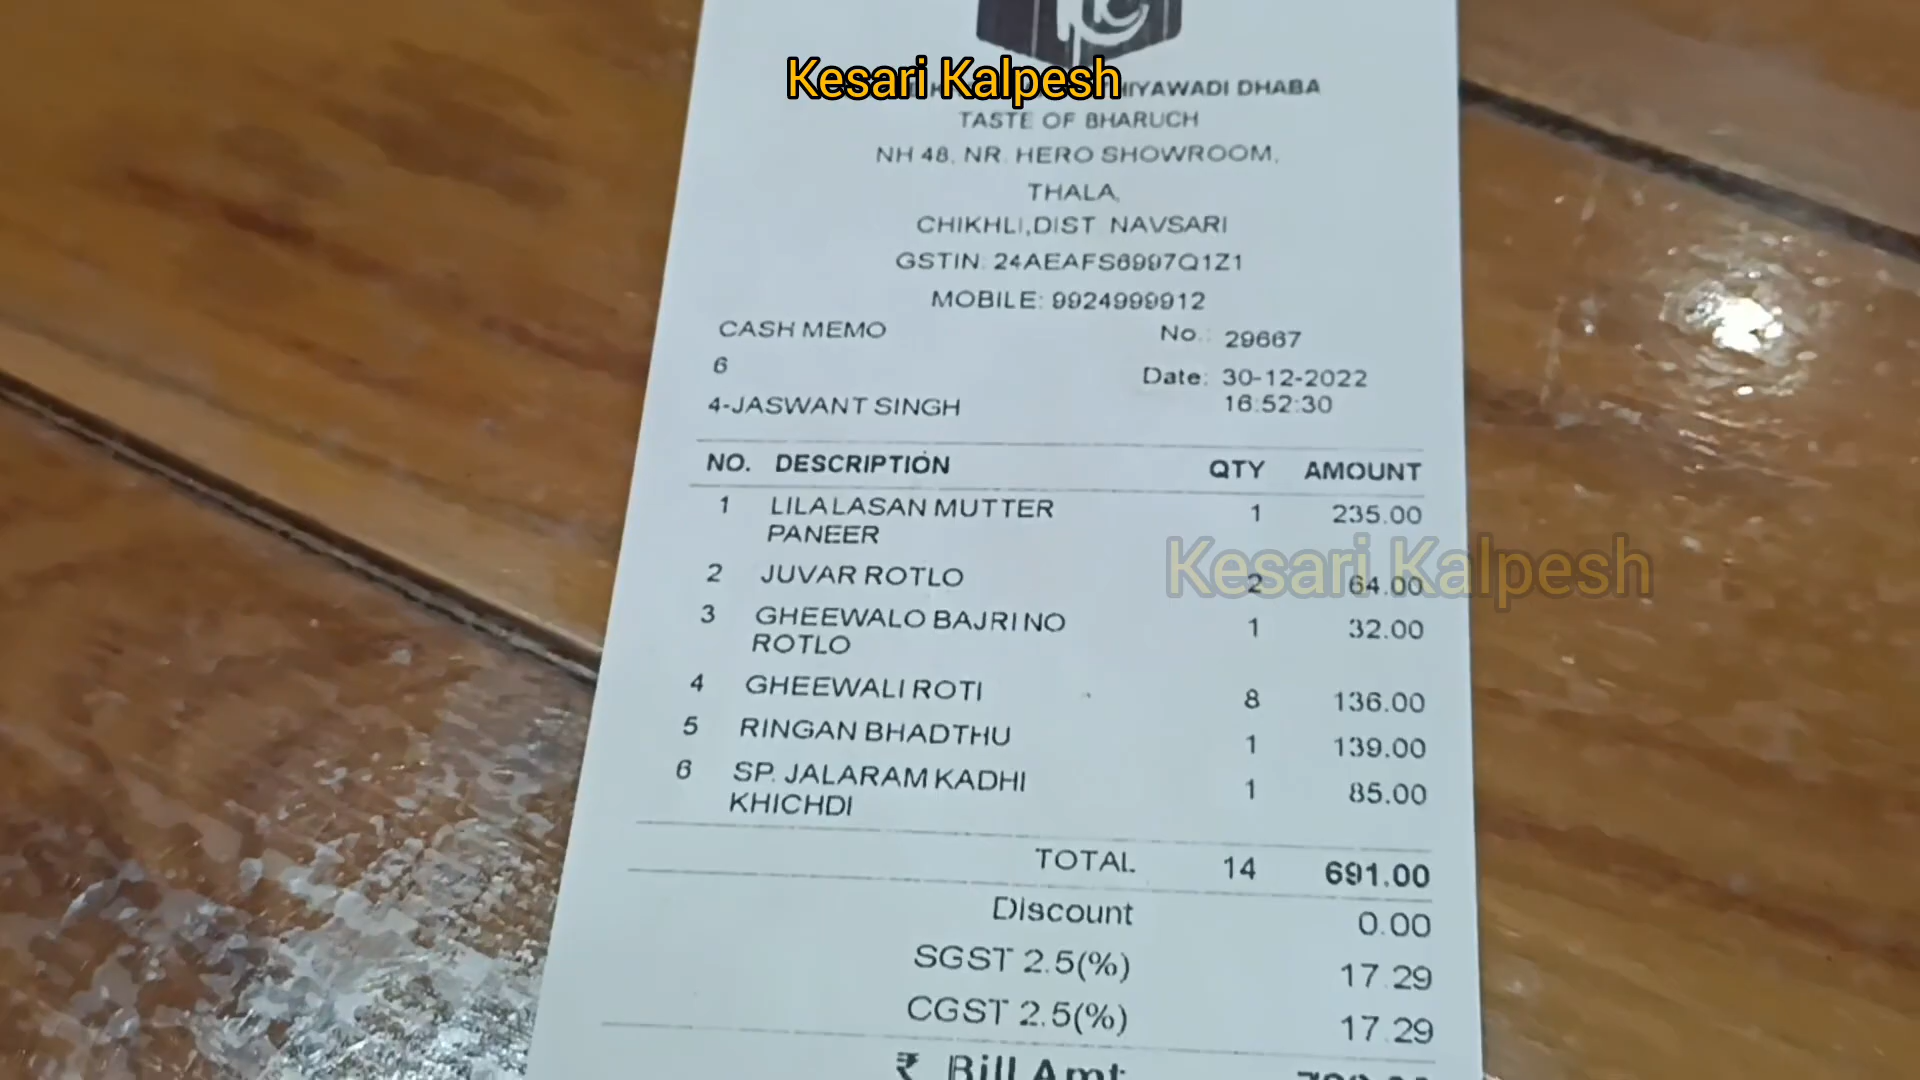 Kesari Kalpesh
HIYAWADI DHABA
TASTE OF BHARUCH
NH 48, NR. HERO SHOWROOM,
THALA,
CHIKHLI,DIST NAVSARI
GSTIN: 24AEAFS6997Q1Z1
MOBILE: 9924999912
CASH MEMO No.: 29667
6 Date: 30-12-2022
4-JASWANT SINGH 16:52:30
NO. DESCRIPTION QTY AMOUNT
1 LILA LASAN MUTTER 1 235.00
PANEER
Kesari Kalpesh
2 JUVAR ROTLO 2 64.00
3 GHEEWALO BAJRI NO 1 32.00
ROTLO
4 GHEEWALI ROTI 8 136.00
5 RINGAN BHADTHU 1 139.00
6 SP. JALARAM KADHI 1 85.00
KHICHDI
TOTAL 14 691.00
Discount 0.00
SGST 2.5(%) 17.29
CGST 2.5(%) 17.29
₹ Bill Amt